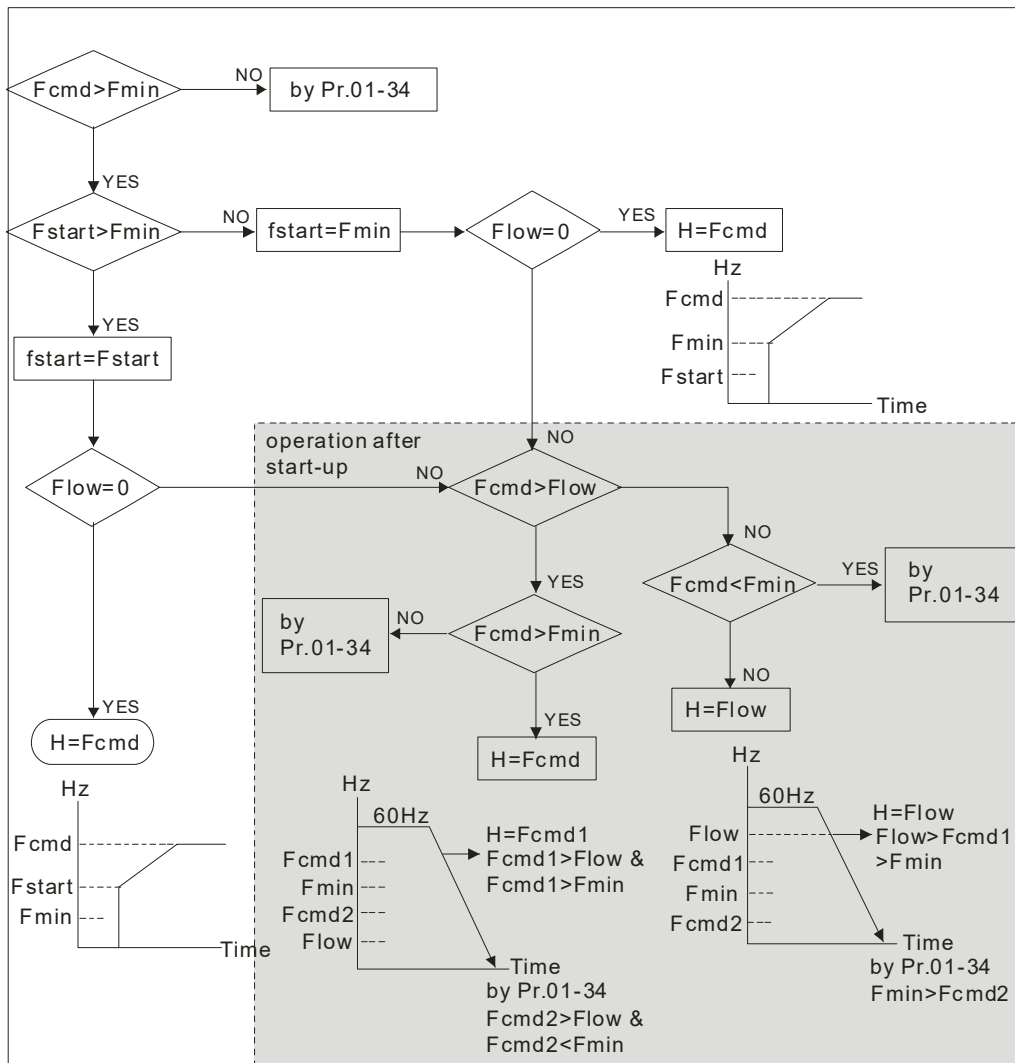 Fcmd>Fmin
NO
by Pr.01-34
YES
Fstart>Fmin
NO
fstart=Fmin
Flow=0
YES
H=Fcmd
Hz
Fcmd
Fmin
Fstart
Time
YES
fstart=Fstart
NO
operation after
start-up
Flow=0
NO
Fcmd>Flow
NO
YES
Fcmd<Fmin
YES
by
Pr.01-34
by
Pr.01-34
NO
Fcmd>Fmin
NO
H=Flow
YES
H=Fcmd
YES
H=Fcmd
Hz
Fcmd
Fstart
Fmin
Time
Hz
60Hz
Fcmd1
Fmin
Fcmd2
Flow
H=Fcmd1
Fcmd1>Flow &
Fcmd1>Fmin
Time
by Pr.01-34
Fcmd2>Flow &
Fcmd2<Fmin
Hz
60Hz
Flow
Fcmd1
Fmin
Fcmd2
H=Flow
Flow>Fcmd1
>Fmin
Time
by Pr.01-34
Fmin>Fcmd2